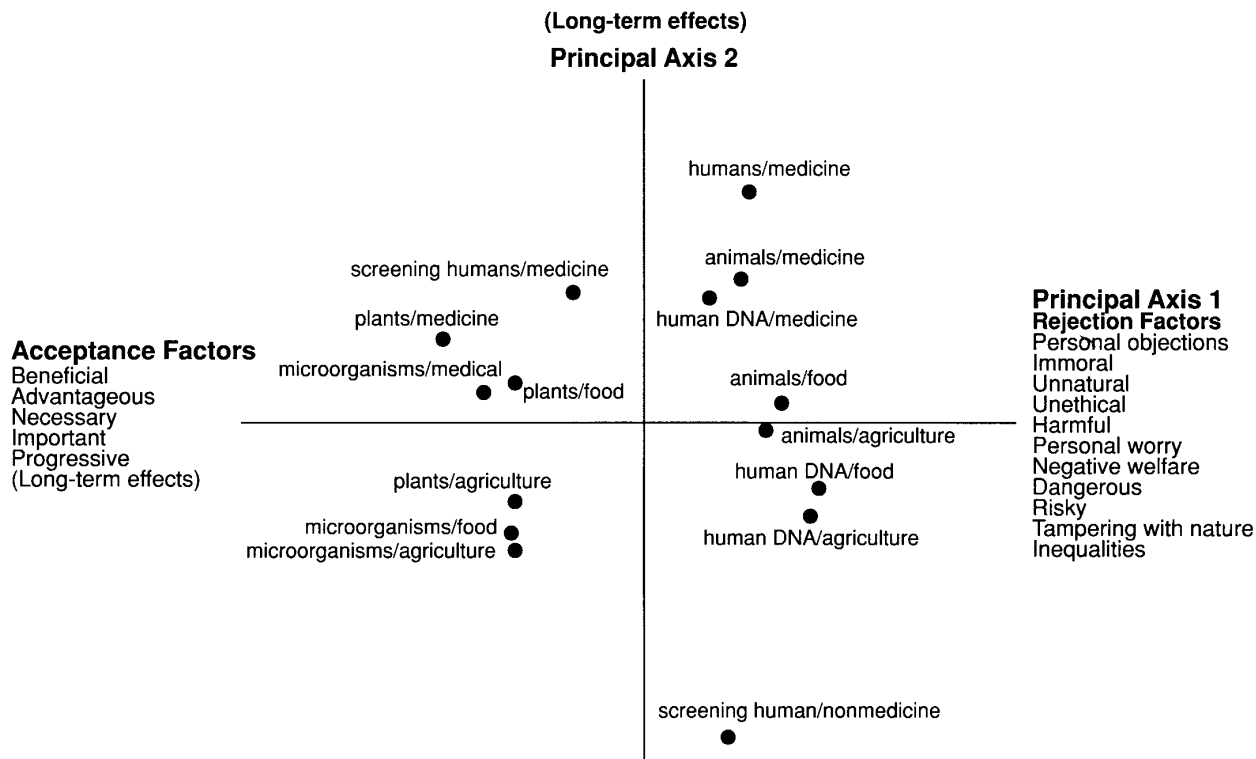 (Long-term effects)
Principal Axis 2
humans/medicine
animals/medicine
screening humans/medicine
human DNA/medicine
plants/medicine
microorganisms/medical
plants/food
animals/food
animals/agriculture
human DNA/food
human DNA/agriculture
plants/agriculture
microorganisms/food
microorganisms/agriculture
screening human/nonmedicine
Acceptance Factors
Beneficial
Advantageous
Necessary
Important
Progressive
(Long-term effects)
Principal Axis 1
Rejection Factors
Personal objections
Immoral
Unnatural
Unethical
Harmful
Personal worry
Negative welfare
Dangerous
Risky
Tampering with nature
Inequalities